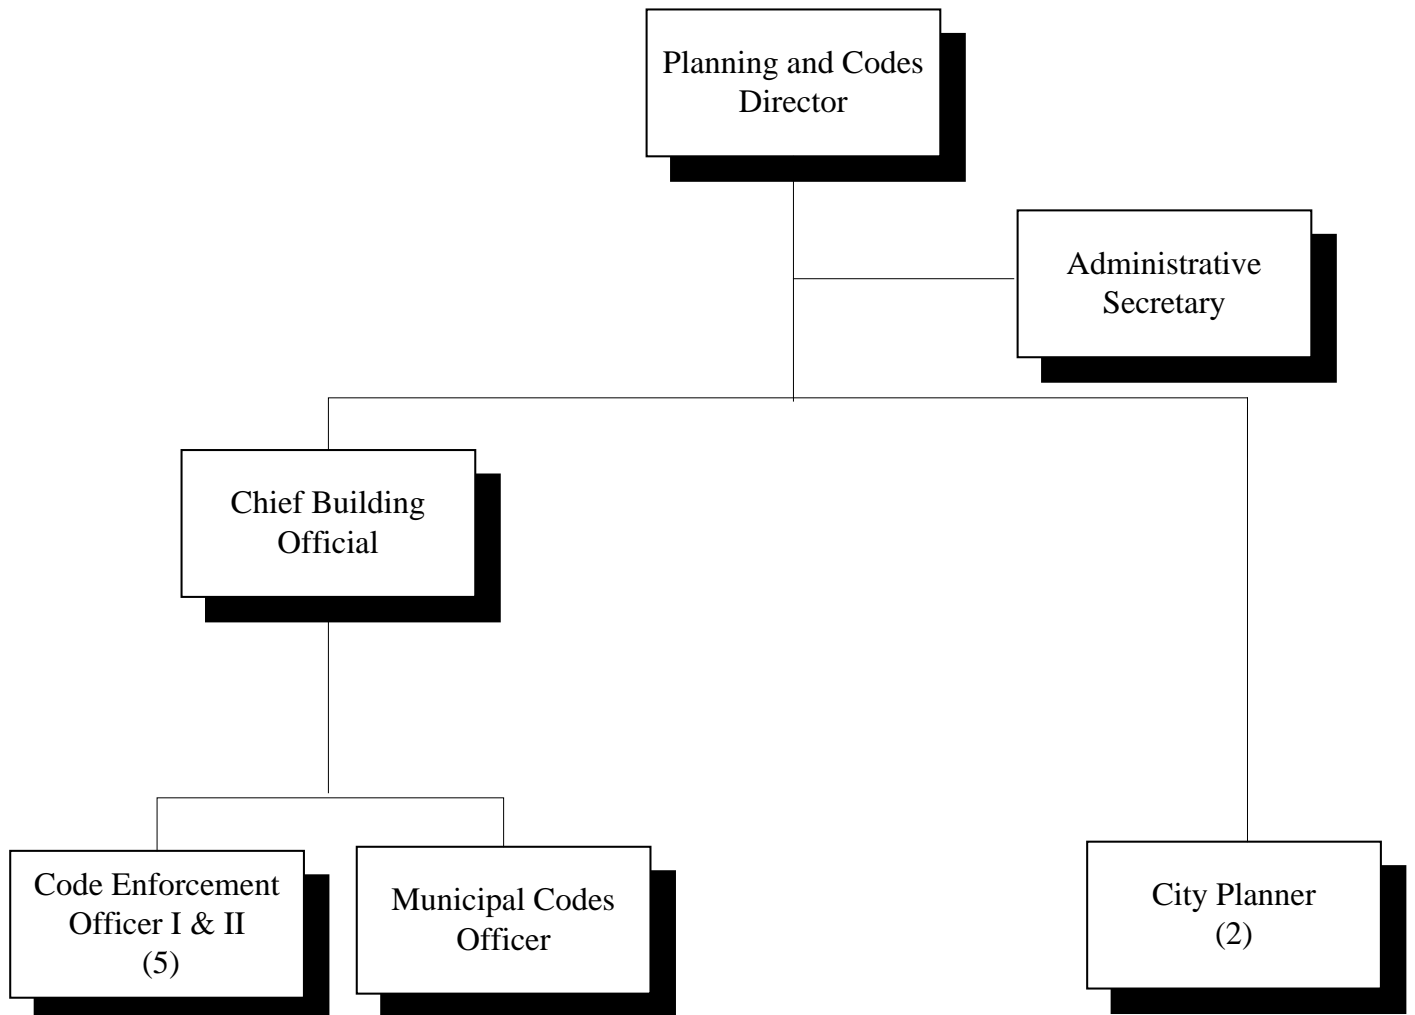 Planning and Codes
Director
Administrative
Secretary
Chief Building
Official
Code Enforcement
Officer I & II
(5)
Municipal Codes
Officer
City Planner
(2)